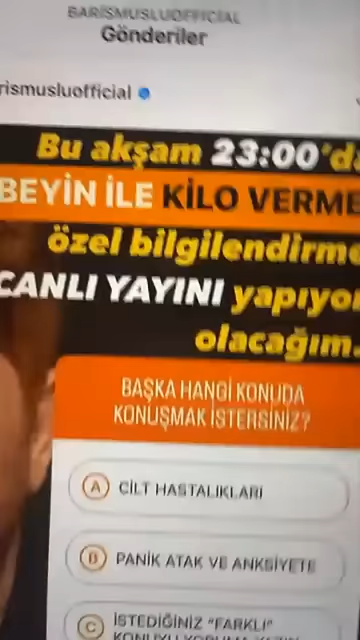 BARISMUSLUOFFICIAL
Gönderiler
rismusluofficial
Bu akşam 23:00'da
BEYİN İLE KİLO VERME
özel bilgilendirme
CANLI YAYINI yapıyor
olacağım.
BAŞKA HANGİ KONUDA
KONUŞMAK İSTERSİNİZ?
A CİLT HASTALIKLARI
B PANİK ATAK VE ANKSİYETE
C İSTEDİĞİNİZ "FARKLI"